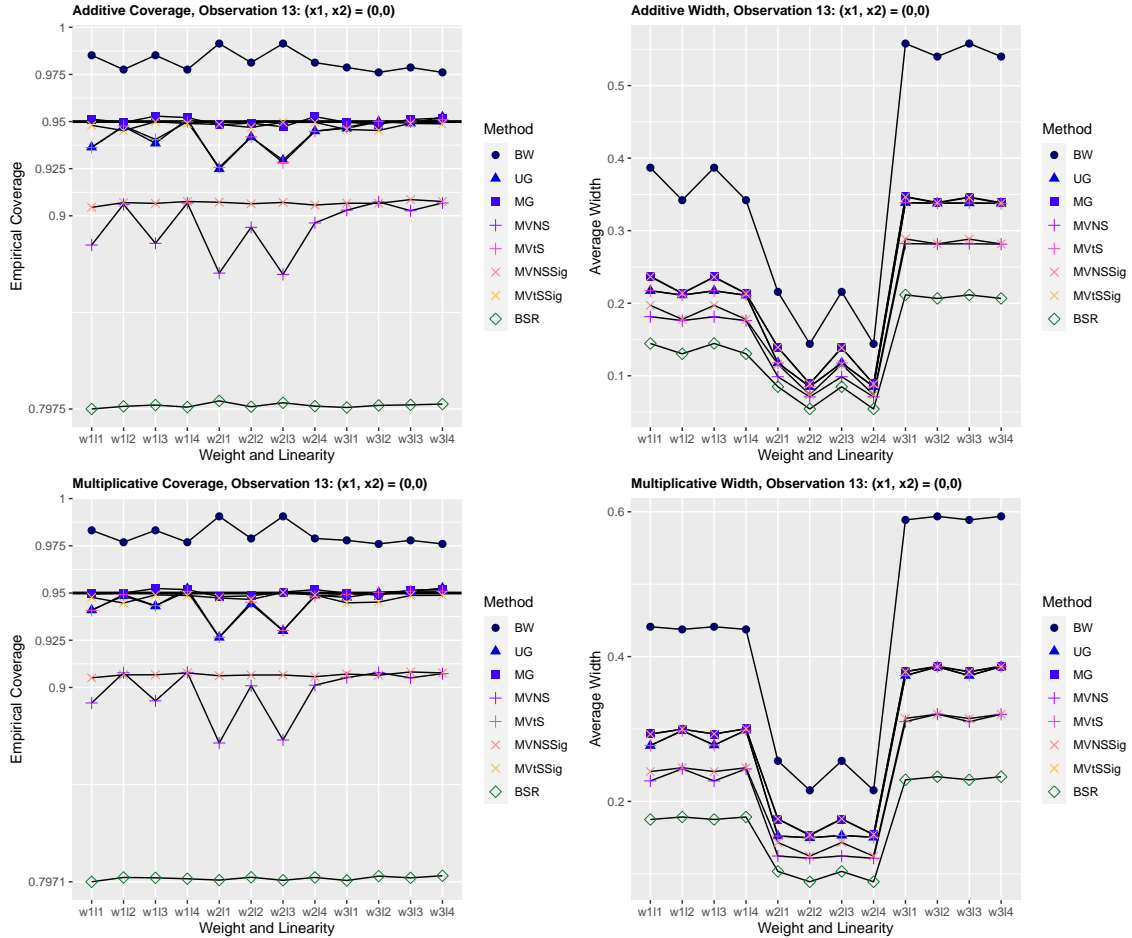 Additive Coverage, Observation 13: (x1, x2) = (0,0)
Empirical Coverage
1
0.975
0.95
0.925
0.9
0.7975
w1l1 w1l2 w1l3 w1l4 w2l1 w2l2 w2l3 w2l4 w3l1 w3l2 w3l3 w3l4
Weight and Linearity
Method
BW
UG
MG
MVNS
MVtS
MVNSSig
MVtSSig
BSR
Additive Width, Observation 13: (x1, x2) = (0,0)
Average Width
0.5
0.4
0.3
0.2
0.1
w1l1 w1l2 w1l3 w1l4 w2l1 w2l2 w2l3 w2l4 w3l1 w3l2 w3l3 w3l4
Weight and Linearity
Method
BW
UG
MG
MVNS
MVtS
MVNSSig
MVtSSig
BSR
Multiplicative Coverage, Observation 13: (x1, x2) = (0,0)
Empirical Coverage
1
0.975
0.95
0.925
0.9
0.7971
w1l1 w1l2 w1l3 w1l4 w2l1 w2l2 w2l3 w2l4 w3l1 w3l2 w3l3 w3l4
Weight and Linearity
Method
BW
UG
MG
MVNS
MVtS
MVNSSig
MVtSSig
BSR
Multiplicative Width, Observation 13: (x1, x2) = (0,0)
Average Width
0.6
0.4
0.2
w1l1 w1l2 w1l3 w1l4 w2l1 w2l2 w2l3 w2l4 w3l1 w3l2 w3l3 w3l4
Weight and Linearity
Method
BW
UG
MG
MVNS
MVtS
MVNSSig
MVtSSig
BSR